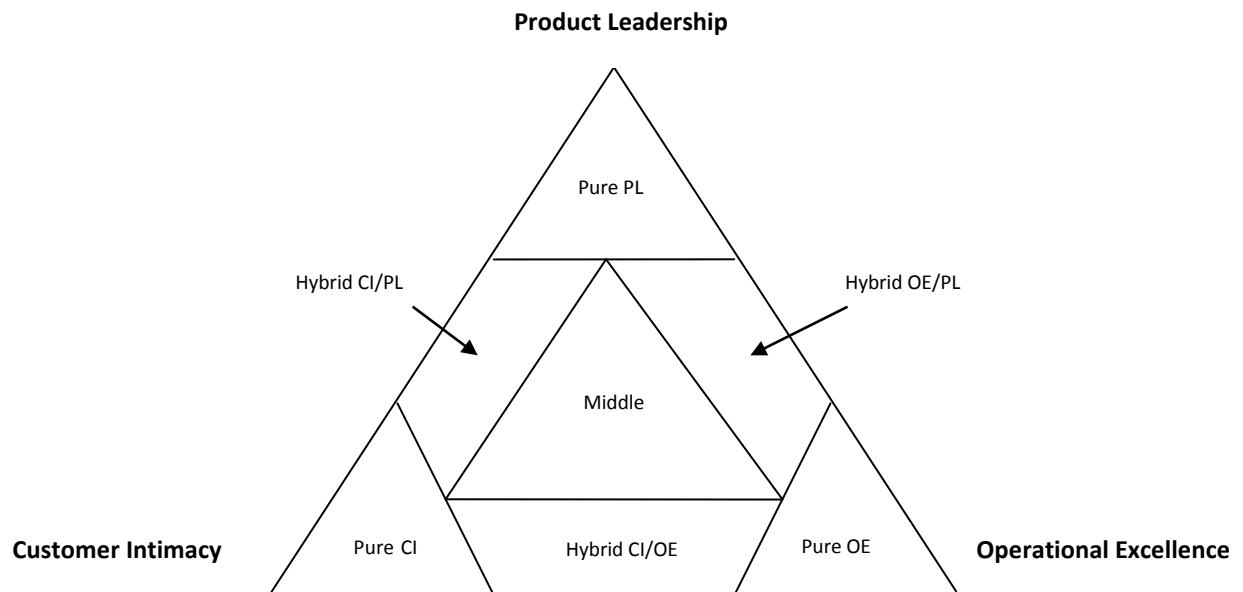 Product Leadership
Pure PL
Hybrid CI/PL
Hybrid OE/PL
Middle
Customer Intimacy
Pure CI
Hybrid CI/OE
Pure OE
Operational Excellence